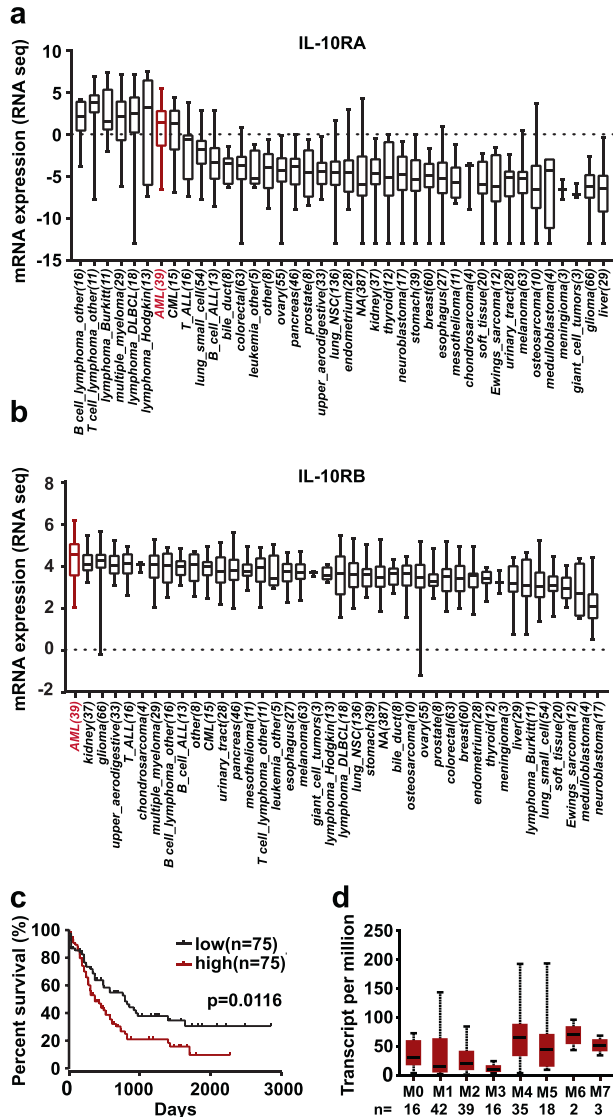 a
IL-10RA
mRNA expression (RNA seq)
10
5
0
-5
-10
-15
B cell_lymphoma_other(16)
T cell_lymphoma_other(11)
lymphoma_Burkitt(11)
multiple_myeloma(29)
lymphoma_DLBCL(18)
lymphoma_Hodgkin(13)
AML(39)
CML(15)
T_ALL(16)
lung_small_cell(54)
B_cell_ALL(13)
bile_duct(8)
colorectal(63)
leukemia_other(5)
other(8)
ovary(55)
pancreas(46)
prostate(8)
upper_aerodigestive(33)
lung_NSC(136)
endometrium(28)
NA(387)
kidney(37)
thyroid(12)
neuroblastoma(17)
stomach(39)
breast(60)
esophagus(27)
mesothelioma(11)
chondrosarcoma(4)
soft_tissue(20)
Ewings_sarcoma(12)
urinary_tract(28)
melanoma(63)
osteosarcoma(10)
medulloblastoma(4)
meningioma(3)
giant_cell_tumors(3)
glioma(66)
liver(29)
b
IL-10RB
mRNA expression (RNA seq)
8
6
4
2
0
-2
AML(39)
kidney(37)
glioma(66)
upper_aerodigestive(33)
T_ALL(16)
chondrosarcoma(4)
multiple_myeloma(29)
B cell_lymphoma_other(16)
B_cell_ALL(13)
other(8)
CML(15)
urinary_tract(28)
pancreas(46)
mesothelioma(11)
T cell_lymphoma_other(11)
leukemia_other(5)
esophagus(27)
melanoma(63)
giant_cell_tumors(3)
lymphoma_Hodgkin(13)
lymphoma_DLBCL(18)
lung_NSC(136)
stomach(39)
NA(387)
bile_duct(8)
osteosarcoma(10)
ovary(55)
prostate(8)
colorectal(63)
breast(60)
endometrium(28)
thyroid(12)
meningioma(3)
liver(29)
lymphoma_Burkitt(11)
lung_small_cell(54)
soft_tissue(20)
Ewings_sarcoma(12)
medulloblastoma(4)
neuroblastoma(17)
c
Percent survival (%)
100
80
60
40
20
0
low(n=75)
high(n=75)
p=0.0116
0 1000 2000 3000
Days
d
Transcript per million
250
200
150
100
50
0
M0 M1 M2 M3 M4 M5 M6 M7
n= 16 42 39 16 35 18 2 3